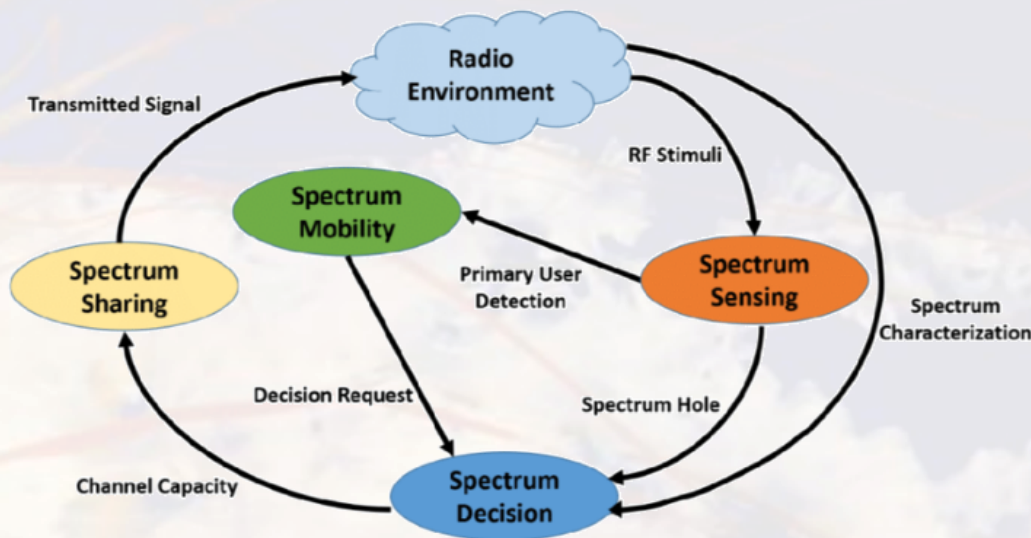 Radio
Environment
Transmitted Signal
RF Stimuli
Spectrum
Mobility
Spectrum
Sharing
Primary User
Detection
Spectrum
Sensing
Spectrum
Characterization
Decision Request
Spectrum Hole
Channel Capacity
Spectrum
Decision